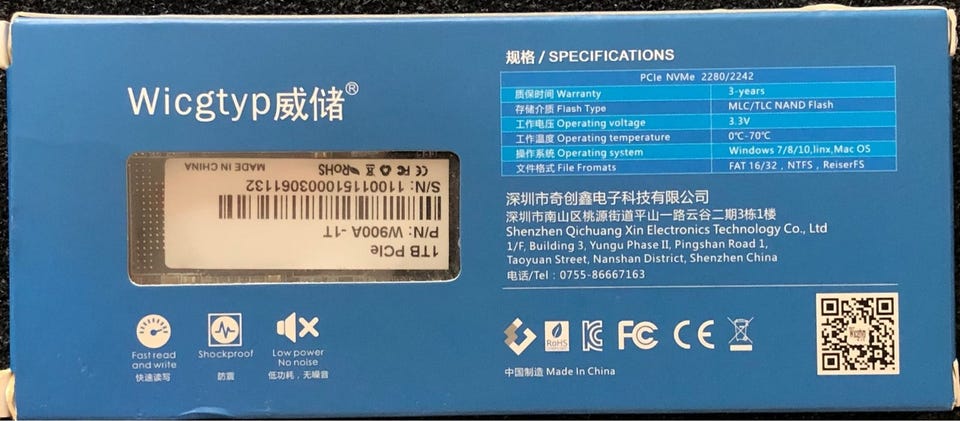 Wicgtyp威储®
1TB PCIe
P/N: W900A -1T
S/N: 110011510003061132
CE FC RoHS MADE IN CHINA
Fast read
and write
快速读写
Shockproof
防震
Low power
No noise
低功耗，无噪音
规格 / SPECIFICATIONS
PCIe NVMe 2280/2242
质保时间 Warranty 3-years
存储介质 Flash Type MLC/TLC NAND Flash
工作电压 Operating voltage 3.3V
工作温度 Operating temperature 0℃-70℃
操作系统 Operating system Windows 7/8/10,linx,Mac OS
文件格式 File Fromats FAT 16/32 , NTFS , ReiserFS
深圳市奇创鑫电子科技有限公司
深圳市南山区桃源街道平山一路云谷二期3栋1楼
Shenzhen Qichuang Xin Electronics Technology Co., Ltd
1/F, Building 3, Yungu Phase II, Pingshan Road 1,
Taoyuan Street, Nanshan District, Shenzhen China
电话/Tel : 0755-86667163
RoHS FC CE
中国制造 Made In China